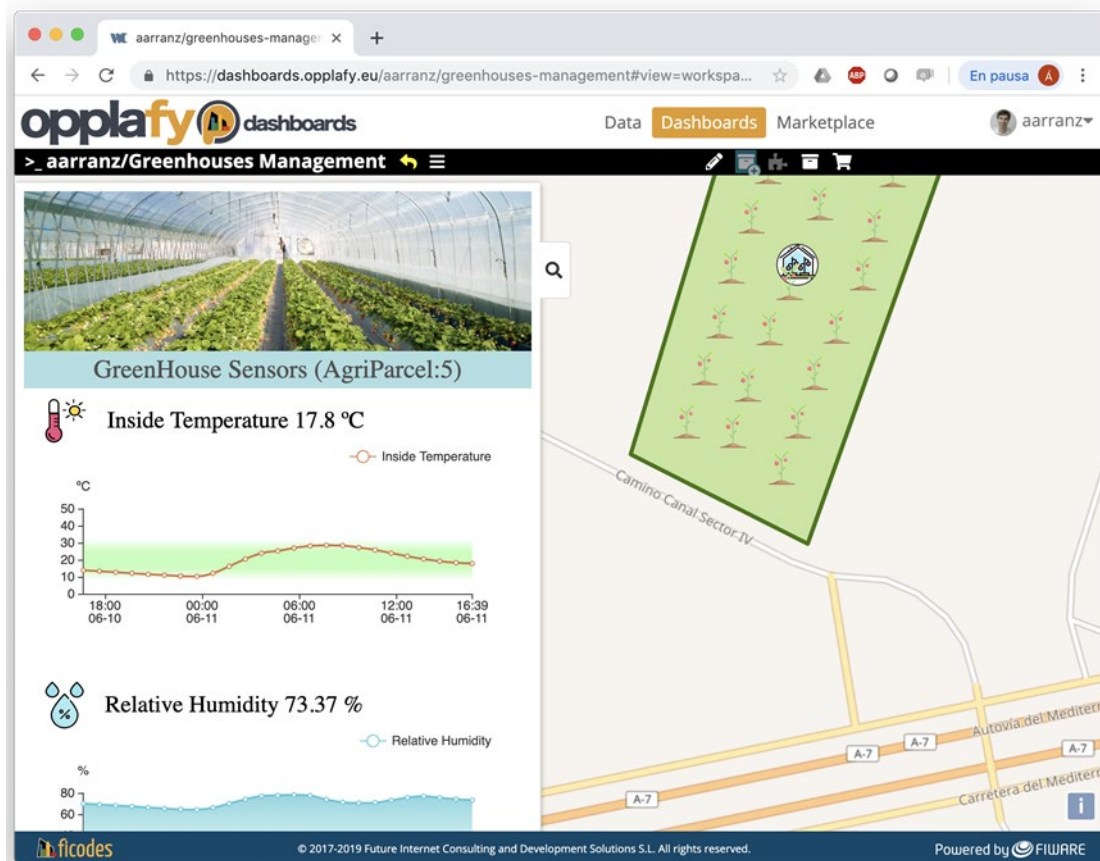 aarranz/greenhouses-manager
https://dashboards.opplafy.eu/aarranz/greenhouses-management#view=workspa...
ABP
En pausa
Á
opplafy dashboards
Data
Dashboards
Marketplace
aarranz
>_ aarranz/Greenhouses Management
GreenHouse Sensors (AgriParcel:5)
Inside Temperature 17.8 ºC
Inside Temperature
ºC
50
40
30
20
10
0
18:00 00:00 06:00 12:00 16:39
06-10 06-11 06-11 06-11 06-11
Relative Humidity 73.37 %
%
Relative Humidity
%
80
60
Camino Canal Sector IV
Autovía del Mediterr
A-7
A-7
A-7
A-7
Carretera del Mediterr
i
ficodes
© 2017-2019 Future Internet Consulting and Development Solutions S.L. All rights reserved.
Powered by FIWARE